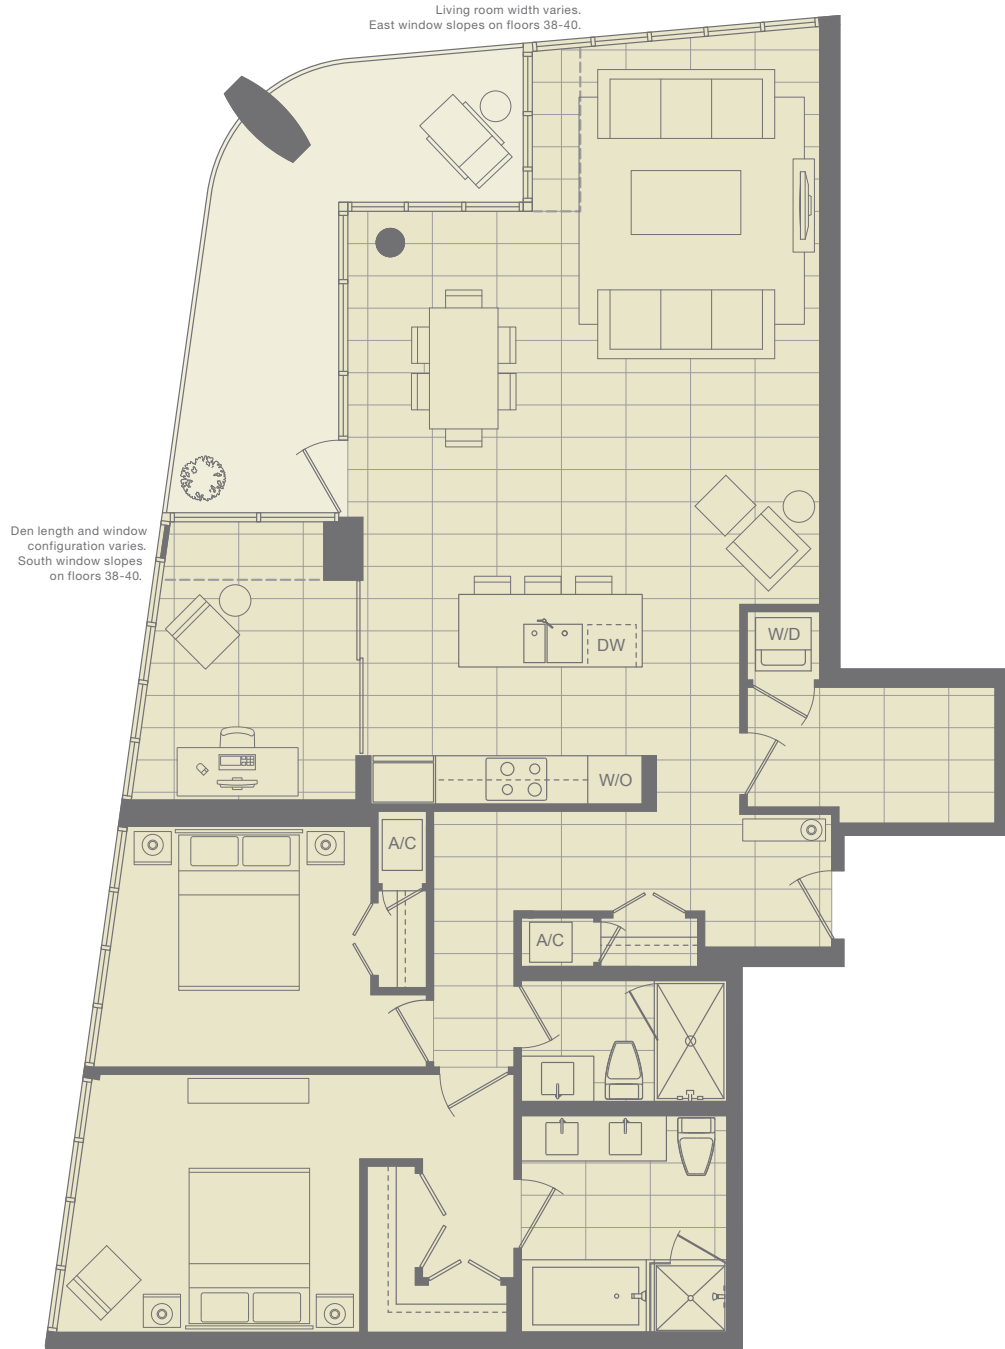 Living room width varies.
East window slopes on floors 38-40.
Den length and window
configuration varies.
South window slopes
on floors 38-40.
W/D
DW
W/O
A/C
A/C